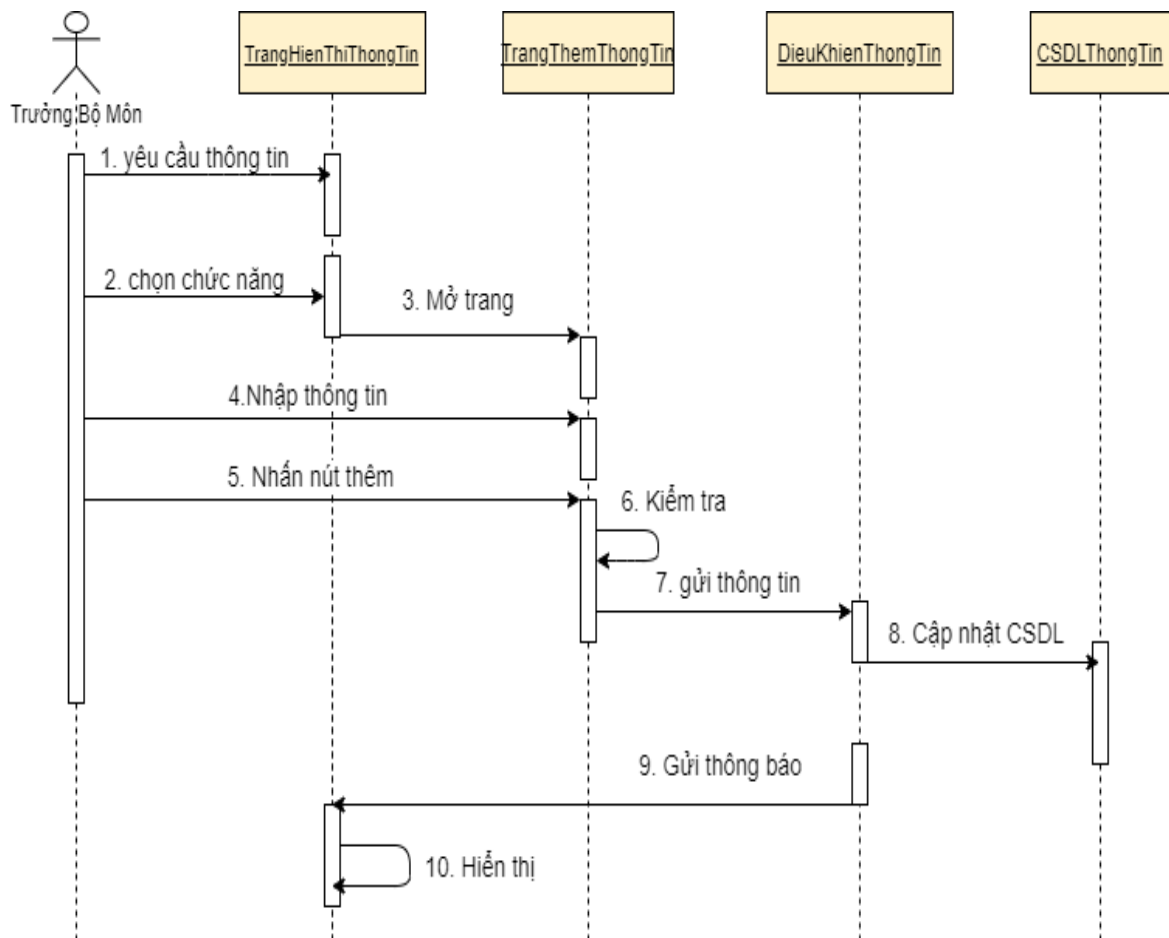 TrangHienThiThongTin
TrangThemThongTin
DieuKhienThongTin
CSDLThongTin
Trưởng Bộ Môn
1. yêu cầu thông tin
2. chọn chức năng
3. Mở trang
4.Nhập thông tin
5. Nhấn nút thêm
6. Kiểm tra
7. gửi thông tin
8. Cập nhật CSDL
9. Gửi thông báo
10. Hiển thị